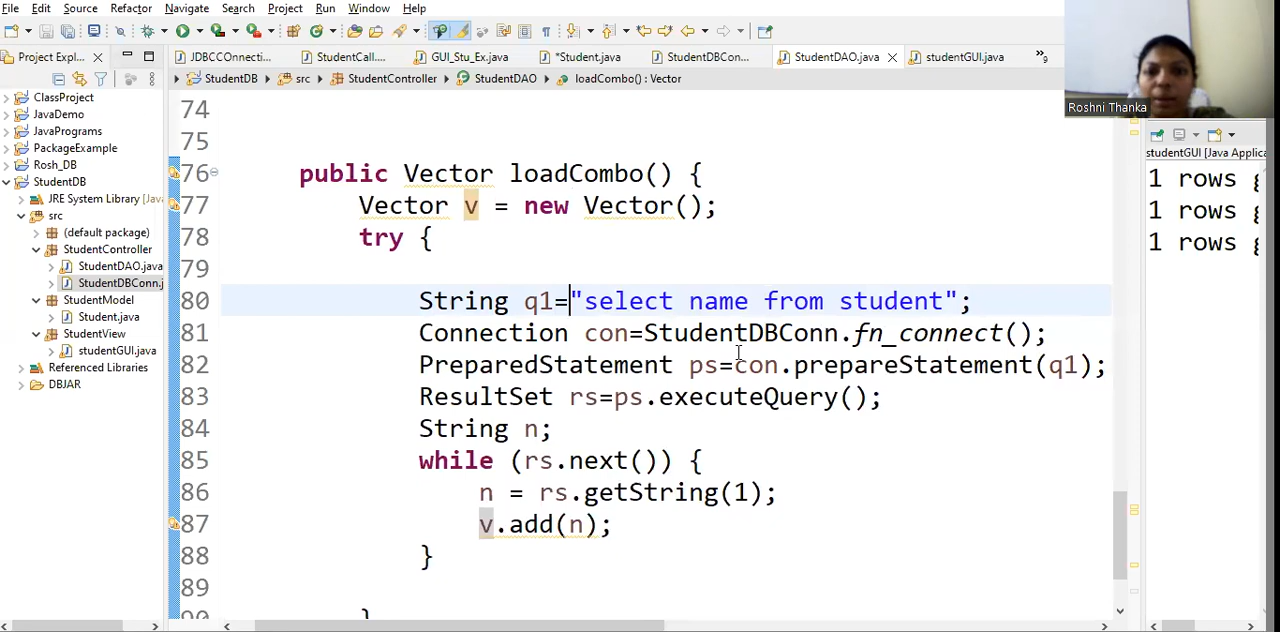 File Edit Source Refactor Navigate Search Project Run Window Help
Project Expl...
JDBCCConnecti...
StudentCall....
GUI_Stu_Ex.java
*Student.java
StudentDBCon...
StudentDAO.java
studentGUI.java
»9
StudentDB src StudentController StudentDAO loadCombo() : Vector
Roshni Thanka
ClassProject
JavaDemo
JavaPrograms
PackageExample
Rosh_DB
StudentDB
JRE System Library [Java
src
(default package)
StudentController
StudentDAO.java
StudentDBConn.j
StudentModel
Student.java
StudentView
studentGUI.java
Referenced Libraries
DBJAR
74
75
76 public Vector loadCombo() {
77 Vector v = new Vector();
78 try {
79
80 String q1="select name from student";
81 Connection con=StudentDBConn.fn_connect();
82 PreparedStatement ps=con.prepareStatement(q1);
83 ResultSet rs=ps.executeQuery();
84 String n;
85 while (rs.next()) {
86 n = rs.getString(1);
87 v.add(n);
88 }
89
90 }
studentGUI [Java Applica
1 rows g
1 rows g
1 rows g